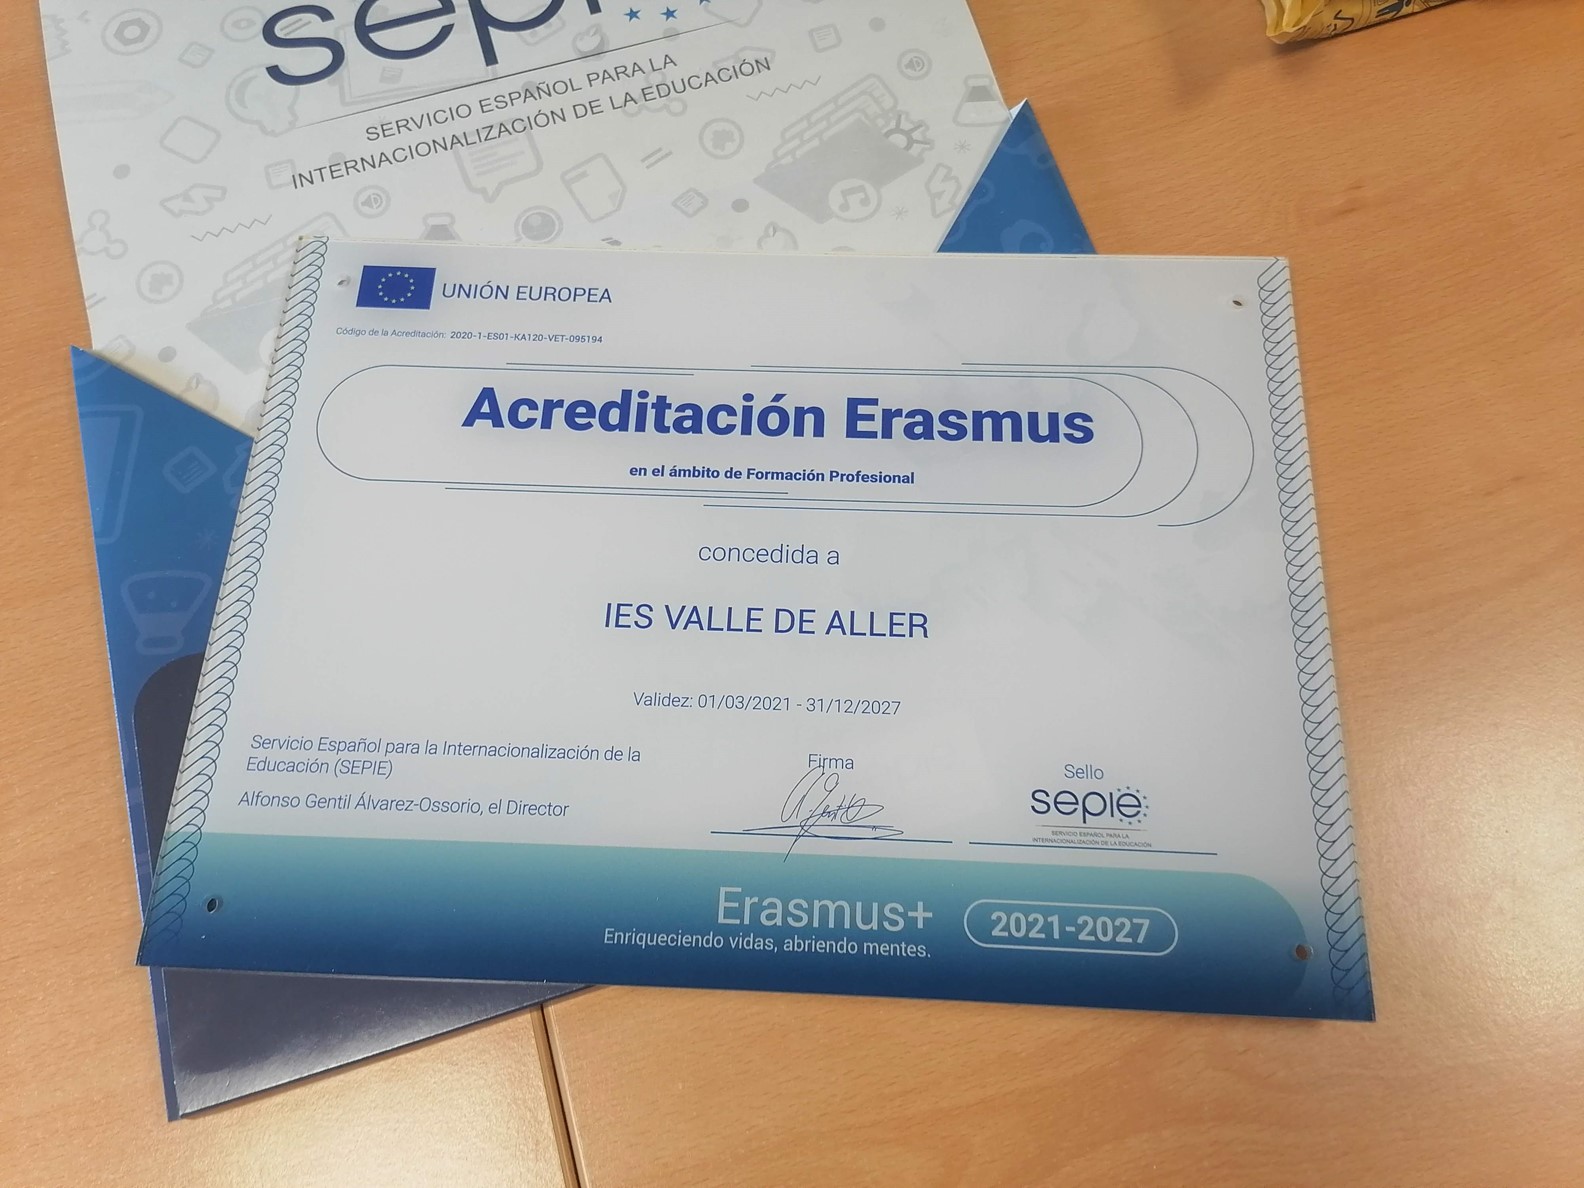 sepi
SERVICIO ESPAÑOL PARA LA
INTERNACIONALIZACIÓN DE LA EDUCACIÓN
UNIÓN EUROPEA
Código de la Acreditación: 2020-1-ES01-KA120-VET-095194
Acreditación Erasmus
en el ámbito de Formación Profesional
concedida a
IES VALLE DE ALLER
Validez: 01/03/2021 - 31/12/2027
Servicio Español para la Internacionalización de la
Educación (SEPIE)
Alfonso Gentil Álvarez-Ossorio, el Director
Firma
Sello
sepie
SERVICIO ESPAÑOL PARA LA
INTERNACIONALIZACIÓN DE LA EDUCACIÓN
Erasmus+
Enriqueciendo vidas, abriendo mentes.
2021-2027